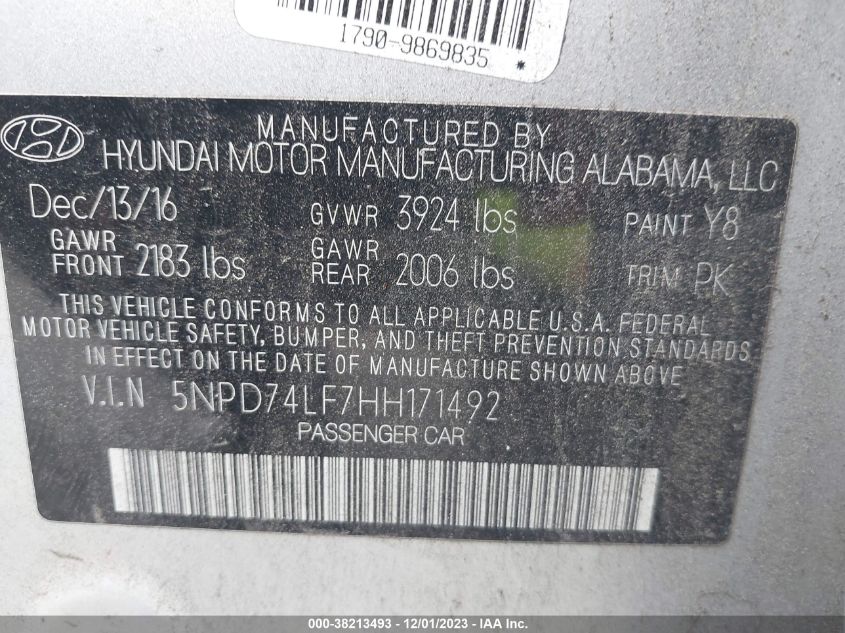 1790-9869835 *
MANUFACTURED BY
HYUNDAI MOTOR MANUFACTURING ALABAMA, LLC
Dec/13/16 GVWR 3924 lbs PAINT Y8
GAWR FRONT 2183 lbs GAWR REAR 2006 lbs TRIM PK
THIS VEHICLE CONFORMS TO ALL APPLICABLE U.S.A. FEDERAL
MOTOR VEHICLE SAFETY, BUMPER, AND THEFT PREVENTION STANDARDS
IN EFFECT ON THE DATE OF MANUFACTURE SHOWN ABOVE.
V.I.N 5NPD74LF7HH171492
PASSENGER CAR
000-38213493 - 12/01/2023 - IAA Inc.